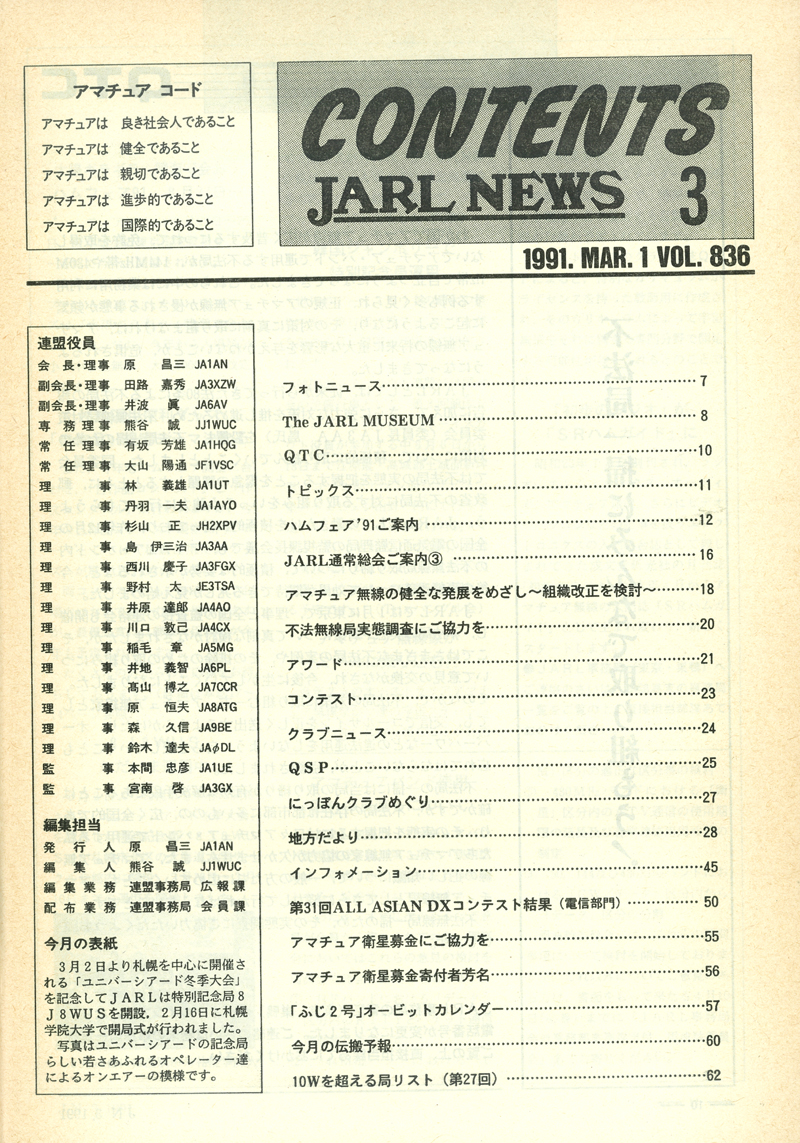 アマチュア コード
アマチュアは 良き社会人であること
アマチュアは 健全であること
アマチュアは 親切であること
アマチュアは 進歩的であること
アマチュアは 国際的であること
CONTENTS
JARL NEWS 3
1991. MAR. 1 VOL. 836
連盟役員
会長・理事 原 昌三 JA1AN
副会長・理事 田路 嘉秀 JA3XZW
副会長・理事 井波 眞 JA6AV
専務理事 熊谷 誠 JJ1WUC
常任理事 有坂 芳雄 JA1HQG
常任理事 大山 陽通 JF1VSC
理事 林 義雄 JA1UT
理事 丹羽 一夫 JA1AYO
理事 杉山 正 JH2XPV
理事 島 伊三治 JA3AA
理事 西川 慶子 JA3FGX
理事 野村 太 JE3TSA
理事 井原 達郎 JA4AO
理事 川口 敦己 JA4CX
理事 稲毛 章 JA5MG
理事 井地 義智 JA6PL
理事 髙山 博之 JA7CCR
理事 原 恒夫 JA8ATG
理事 森 久信 JA9BE
理事 鈴木 達夫 JAφDL
監事 本間 忠彦 JA1UE
監事 宮南 啓 JA3GX
編集担当
発行人 原 昌三 JA1AN
編集人 熊谷 誠 JJ1WUC
編集業務 連盟事務局 広報課
配布業務 連盟事務局 会員課
今月の表紙
3月2日より札幌を中心に開催さ
れる「ユニバーシアード冬季大会」
を記念してJARLは特別記念局8
J8WUSを開設，2月16日に札幌
学院大学で開局式が行われました。
写真はユニバーシアードの記念局
らしい若さあふれるオペレーター達
によるオンエアーの模様です。
フォトニュース……7
The JARL MUSEUM……8
QTC……10
トピックス……11
ハムフェア'91ご案内……12
JARL通常総会ご案内③……16
アマチュア無線の健全な発展をめざし〜組織改正を検討〜……18
不法無線局実態調査にご協力を……20
アワード……21
コンテスト……23
クラブニュース……24
QSP……25
にっぽんクラブめぐり……27
地方だより……28
インフォメーション……45
第31回ALL ASIAN DXコンテスト結果（電信部門）……50
アマチュア衛星募金にご協力を……55
アマチュア衛星募金寄付者芳名……56
「ふじ2号」オービットカレンダー……57
今月の伝搬予報……60
10Wを超える局リスト（第27回）……62